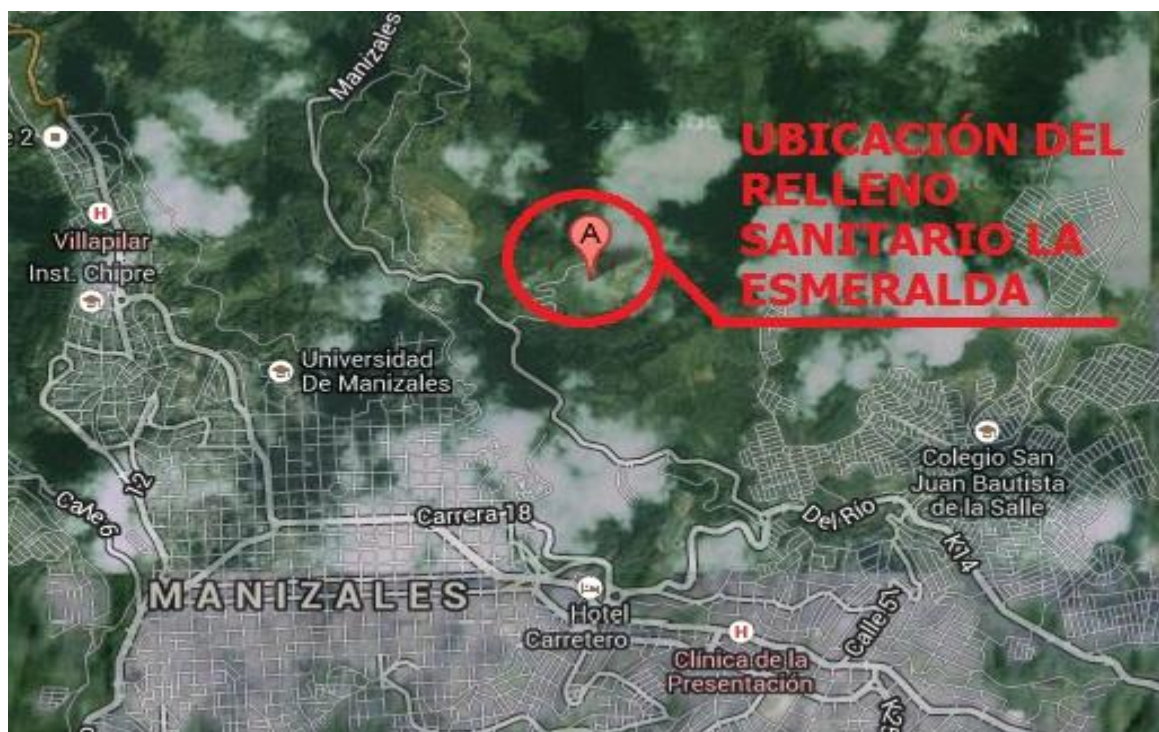 Manizales
UBICACIÓN DEL
RELLENO
SANITARIO LA
ESMERALDA
A
e 2
H
Villapilar
Inst. Chipre
Universidad
De Manizales
Colegio San
Juan Bautista
de la Salle
Calle 6
12
Carrera 18
Del Río
K14
MANIZALES
Hotel
Carretero
Calle 51
H
Clínica de la
Presentación